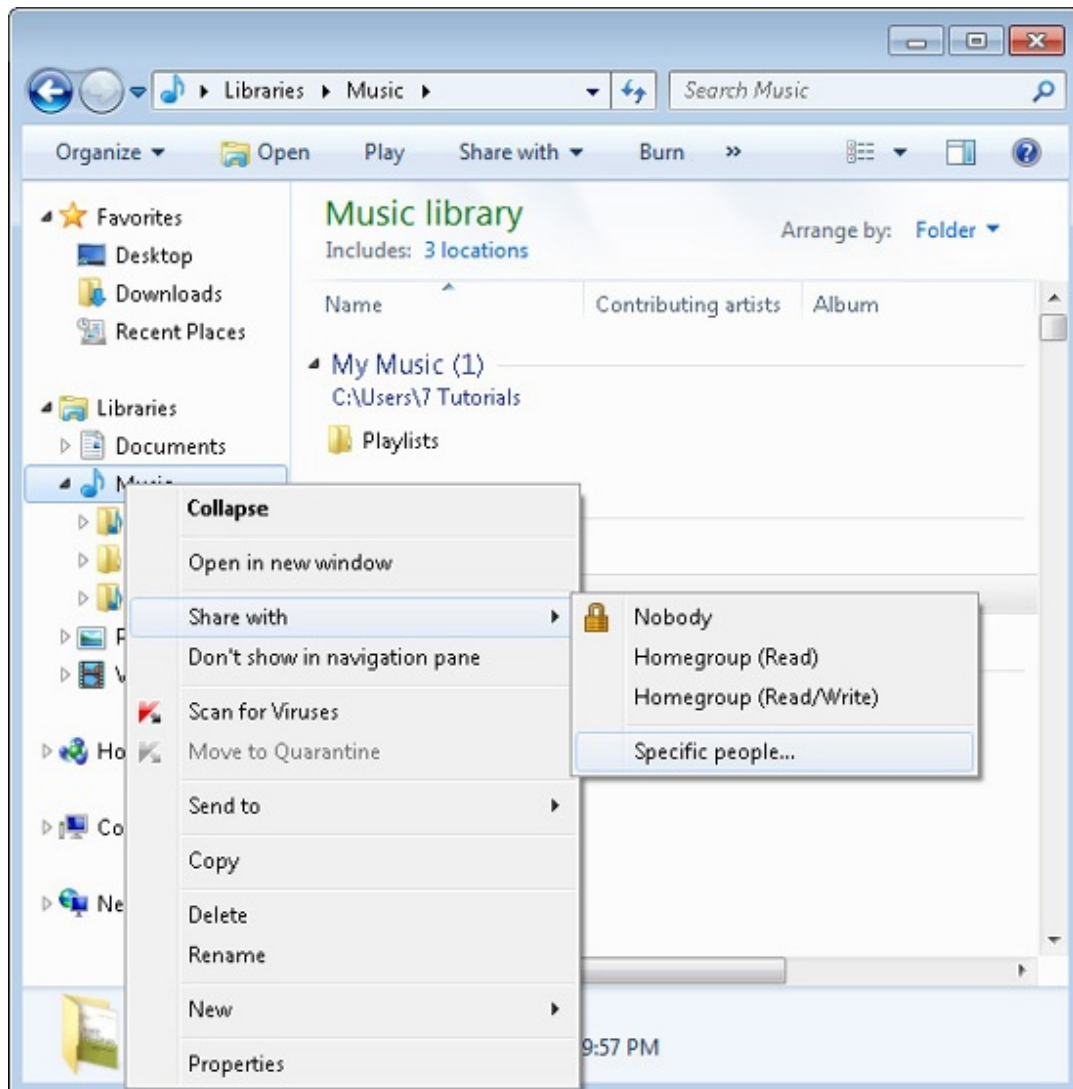 Libraries ▸ Music ▸
Search Music
Organize
Open
Play
Share with
Burn
»
Favorites
Desktop
Downloads
Recent Places
Libraries
Documents
Music library
Includes: 3 locations
Arrange by: Folder
Name
Contributing artists
Album
My Music (1)
C:\Users\7 Tutorials
Playlists
Collapse
Open in new window
Share with
Don't show in navigation pane
Scan for Viruses
Move to Quarantine
Send to
Copy
Delete
Rename
New
Properties
Nobody
Homegroup (Read)
Homegroup (Read/Write)
Specific people...
9:57 PM